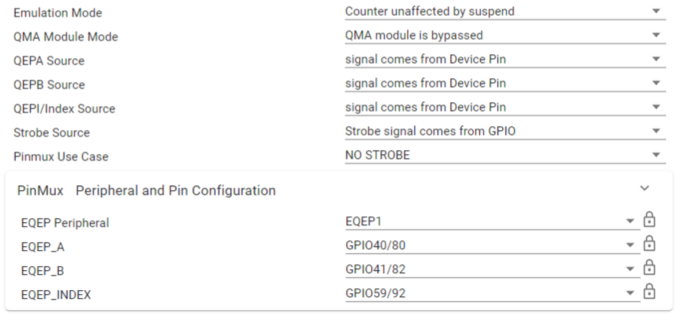 Emulation Mode Counter unaffected by suspend
QMA Module Mode QMA module is bypassed
QEPA Source signal comes from Device Pin
QEPB Source signal comes from Device Pin
QEPI/Index Source signal comes from Device Pin
Strobe Source Strobe signal comes from GPIO
Pinmux Use Case NO STROBE
PinMux Peripheral and Pin Configuration
EQEP Peripheral EQEP1
EQEP_A GPIO40/80
EQEP_B GPIO41/82
EQEP_INDEX GPIO59/92